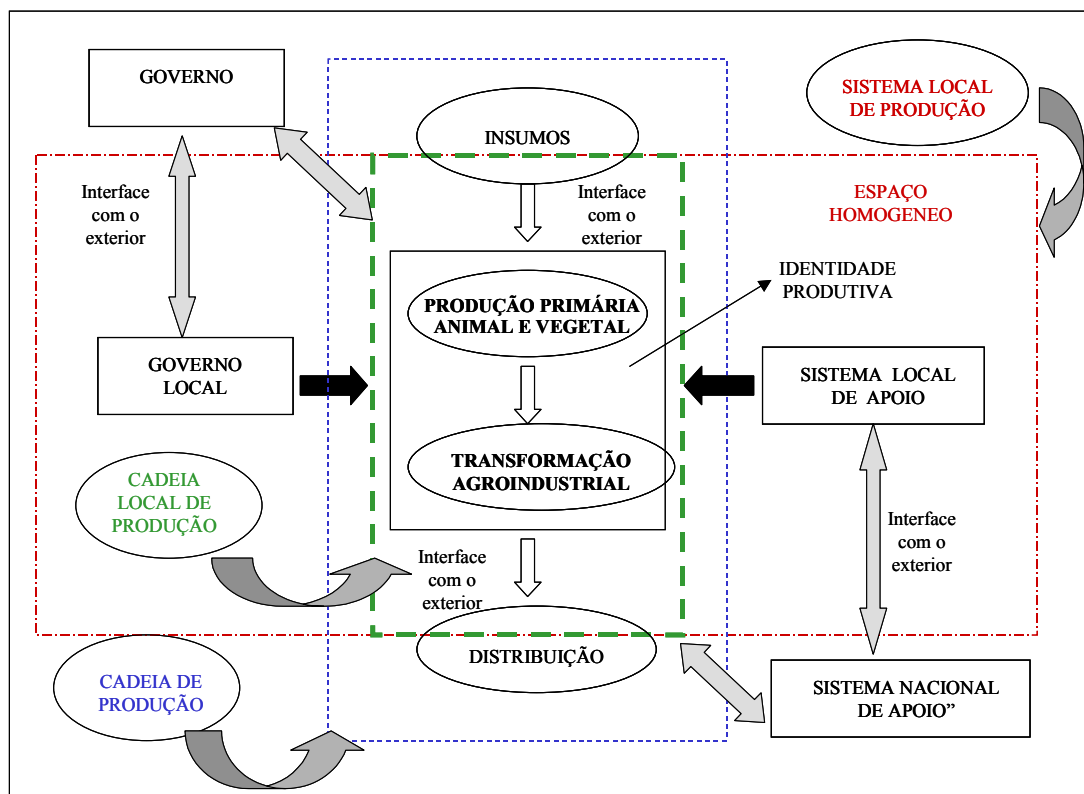 GOVERNO
INSUMOS
SISTEMA LOCAL
DE PRODUÇÃO
Interface
com o
exterior
Interface
com o
exterior
ESPAÇO
HOMOGENEO
IDENTIDADE
PRODUTIVA
PRODUÇÃO PRIMÁRIA
ANIMAL E VEGETAL
GOVERNO
LOCAL
SISTEMA LOCAL
DE APOIO
TRANSFORMAÇÃO
AGROINDUSTRIAL
CADEIA
LOCAL DE
PRODUÇÃO
Interface
com o
exterior
Interface
com o
exterior
DISTRIBUIÇÃO
CADEIA DE
PRODUÇÃO
SISTEMA NACIONAL
DE APOIO”